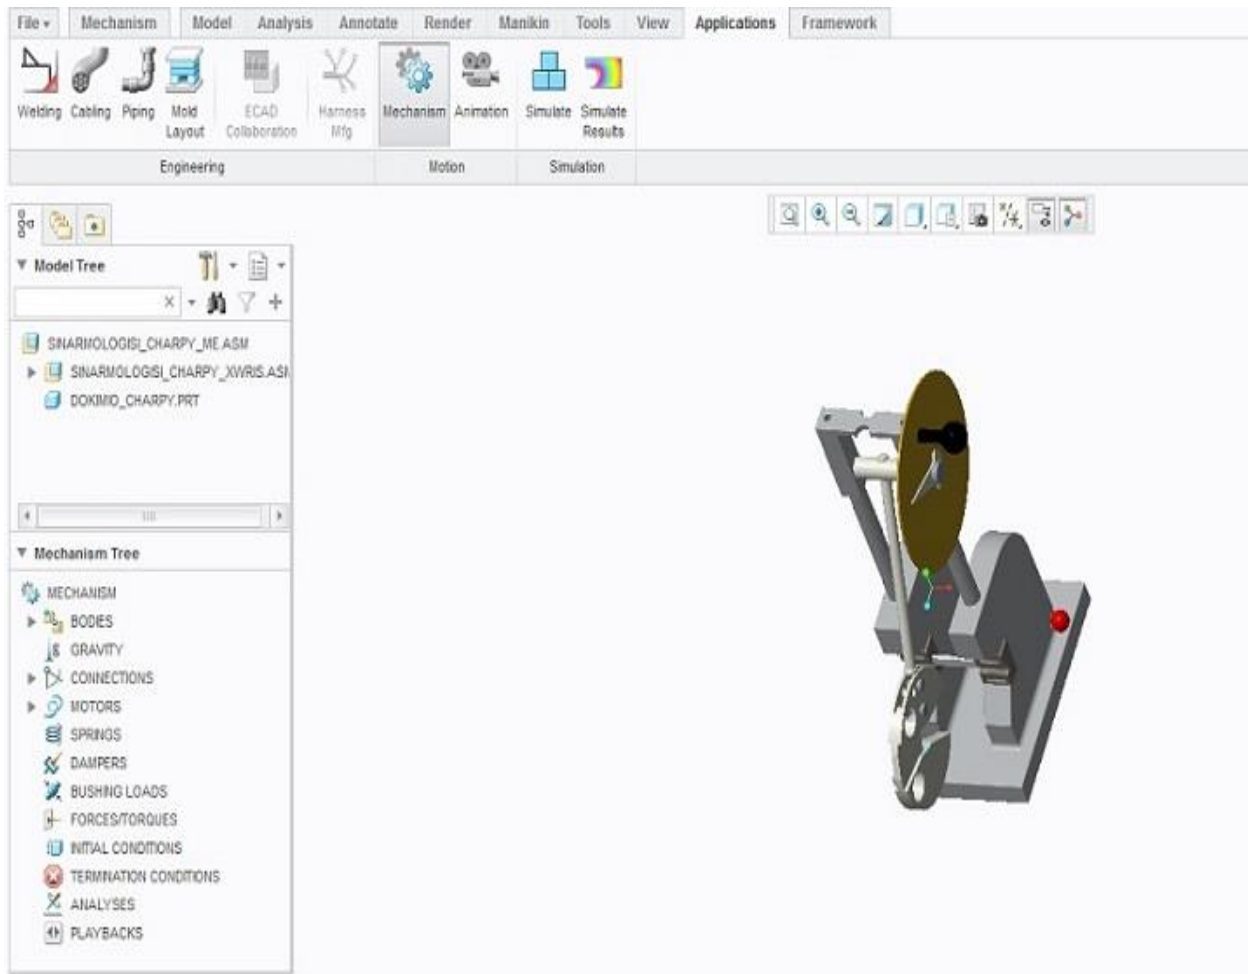 File Mechanism Model Analysis Annotate Render Manikin Tools View Applications Framework
Welding Cabling Piping Mold Layout ECAD Collaboration Harness Mfg Mechanism Animation Simulate Simulate Results
Engineering Motion Simulation
Model Tree
SINARMOLOGISI_CHARPY_ME.ASM
SINARMOLOGISI_CHARPY_XWRIS.ASM
DOKIMIO_CHARPY.PRT
Mechanism Tree
MECHANISM
BODIES
GRAVITY
CONNECTIONS
MOTORS
SPRINGS
DAMPERS
BUSHING LOADS
FORCES/TORQUES
INITIAL CONDITIONS
TERMINATION CONDITIONS
ANALYSES
PLAYBACKS